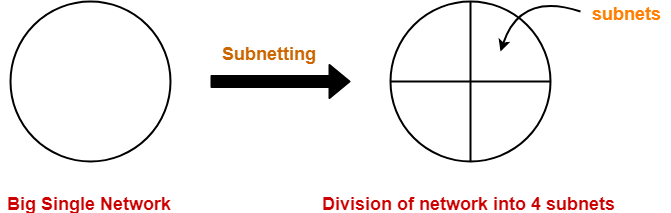 subnets
Subnetting
Big Single Network
Division of network into 4 subnets